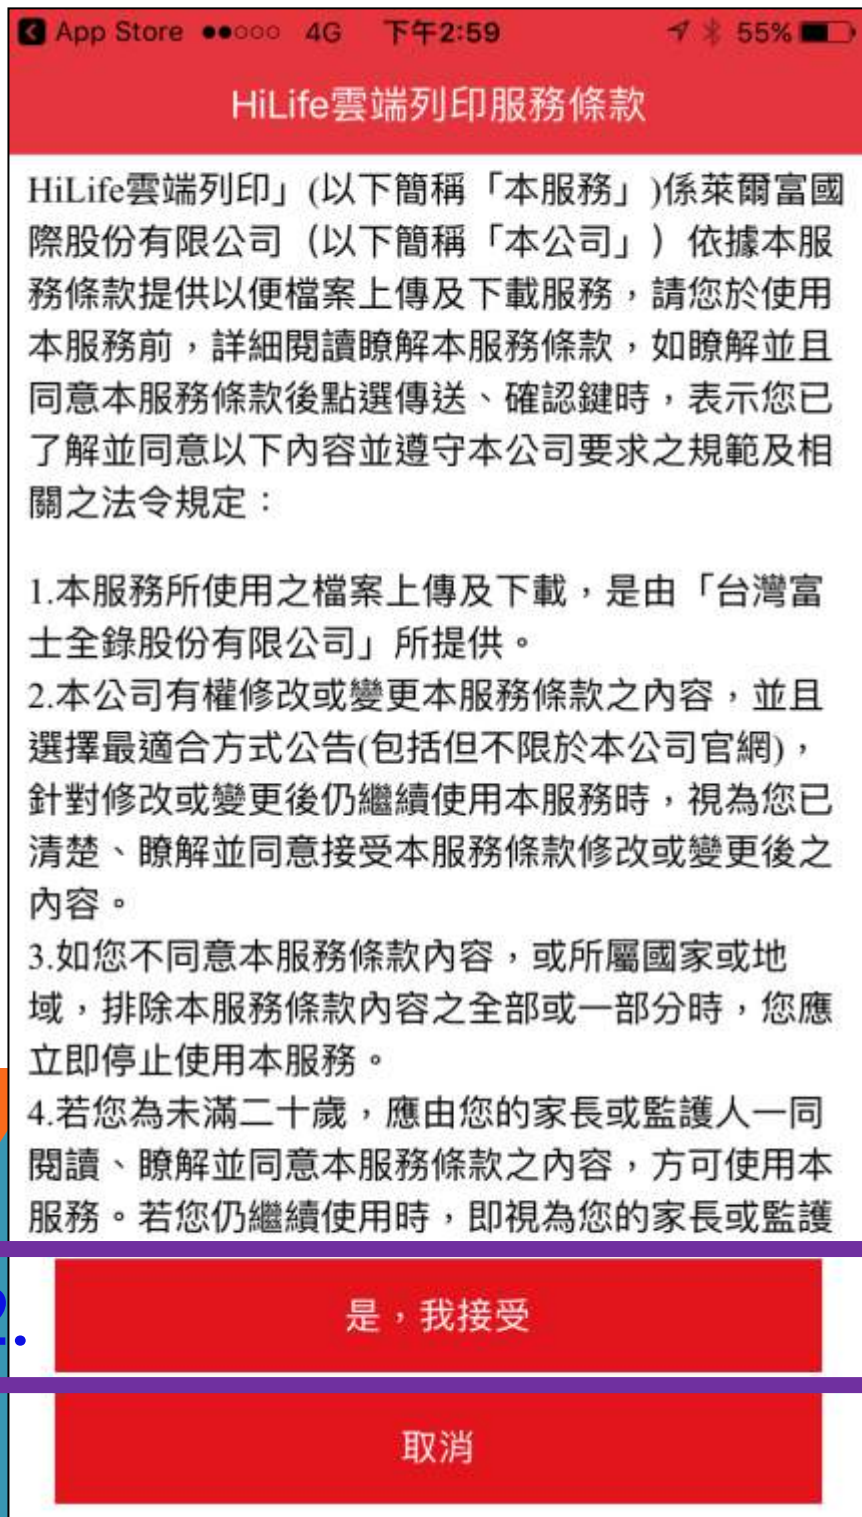 App Store 4G 下午2:59 55%
HiLife雲端列印服務條款
HiLife雲端列印」(以下簡稱「本服務」)係萊爾富國
際股份有限公司（以下簡稱「本公司」）依據本服
務條款提供以便檔案上傳及下載服務，請您於使用
本服務前，詳細閱讀瞭解本服務條款，如瞭解並且
同意本服務條款後點選傳送、確認鍵時，表示您已
了解並同意以下內容並遵守本公司要求之規範及相
關之法令規定：
1.本服務所使用之檔案上傳及下載，是由「台灣富
士全錄股份有限公司」所提供。
2.本公司有權修改或變更本服務條款之內容，並且
選擇最適合方式公告(包括但不限於本公司官網)，
針對修改或變更後仍繼續使用本服務時，視為您已
清楚、瞭解並同意接受本服務條款修改或變更後之
內容。
3.如您不同意本服務條款內容，或所屬國家或地
域，排除本服務條款內容之全部或一部分時，您應
立即停止使用本服務。
4.若您為未滿二十歲，應由您的家長或監護人一同
閱讀、瞭解並同意本服務條款之內容，方可使用本
服務。若您仍繼續使用時，即視為您的家長或監護
2.
是，我接受
取消